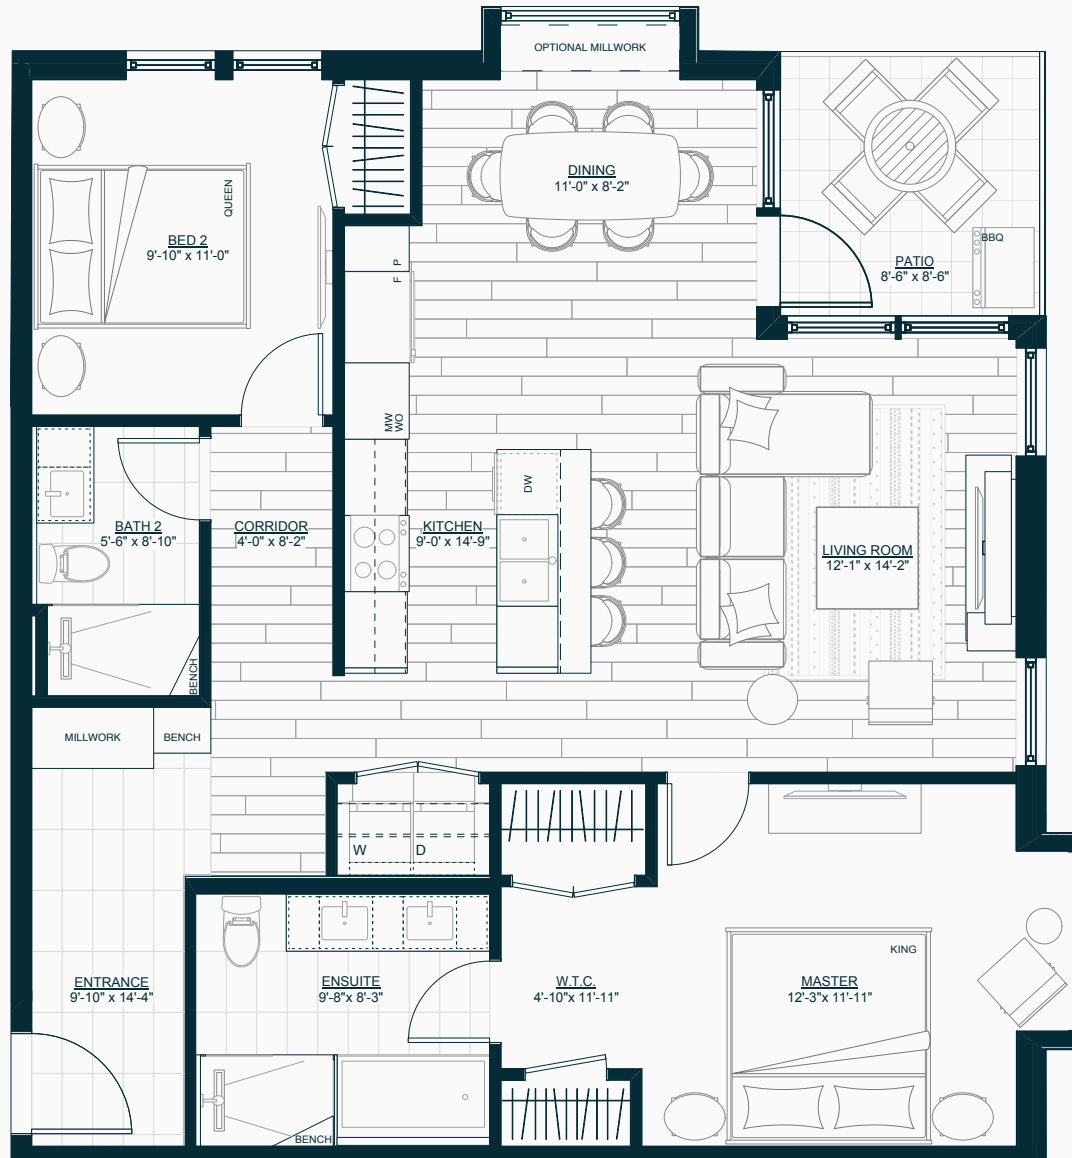 OPTIONAL MILLWORK
DINING
11'-0" x 8'-2"
QUEEN
BED 2
9'-10" x 11'-0"
BBQ
PATIO
8'-6" x 8'-6"
P
F
MW
WO
DW
BATH 2
5'-6" x 8'-10"
CORRIDOR
4'-0" x 8'-2"
KITCHEN
9'-0' x 14'-9"
LIVING ROOM
12'-1" x 14'-2"
BENCH
MILLWORK
BENCH
W
D
KING
ENTRANCE
9'-10" x 14'-4"
ENSUITE
9'-8"x 8'-3"
W.T.C.
4'-10"x 11'-11"
MASTER
12'-3"x 11'-11"
BENCH